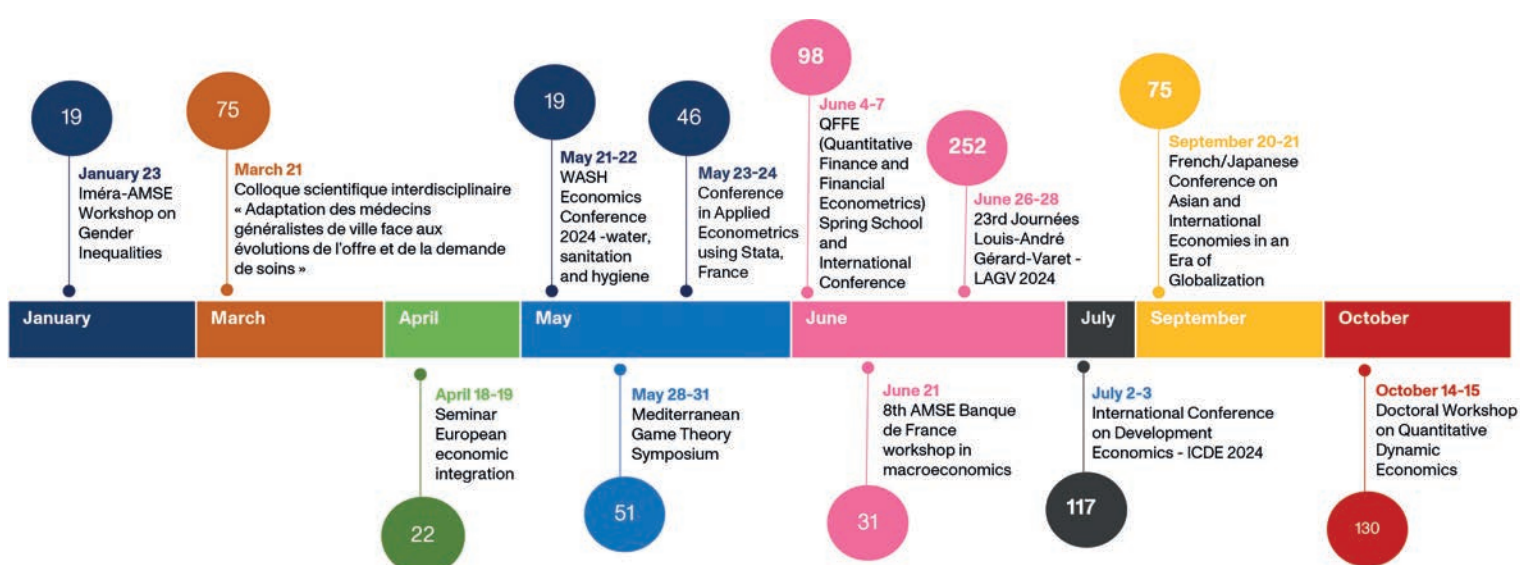 19
January 23
Iméra-AMSE
Workshop on
Gender
Inequalities
75
March 21
Colloque scientifique interdisciplinaire
« Adaptation des médecins
généralistes de ville face aux
évolutions de l'offre et de la demande
de soins »
19
May 21-22
WASH
Economics
Conference
2024 -water,
sanitation
and hygiene
46
May 23-24
Conference
in Applied
Econometrics
using Stata,
France
98
June 4-7
QFFE
(Quantitative
Finance and
Financial
Econometrics)
Spring School
and
International
Conference
252
June 26-28
23rd Journées
Louis-André
Gérard-Varet -
LAGV 2024
75
September 20-21
French/Japanese
Conference on
Asian and
International
Economies in an
Era of
Globalization
January
March
April
May
June
July
September
October
April 18-19
Seminar
European
economic
integration
22
May 28-31
Mediterranean
Game Theory
Symposium
51
June 21
8th AMSE Banque
de France
workshop in
macroeconomics
31
July 2-3
International Conference
on Development
Economics - ICDE 2024
117
October 14-15
Doctoral Workshop
on Quantitative
Dynamic
Economics
130